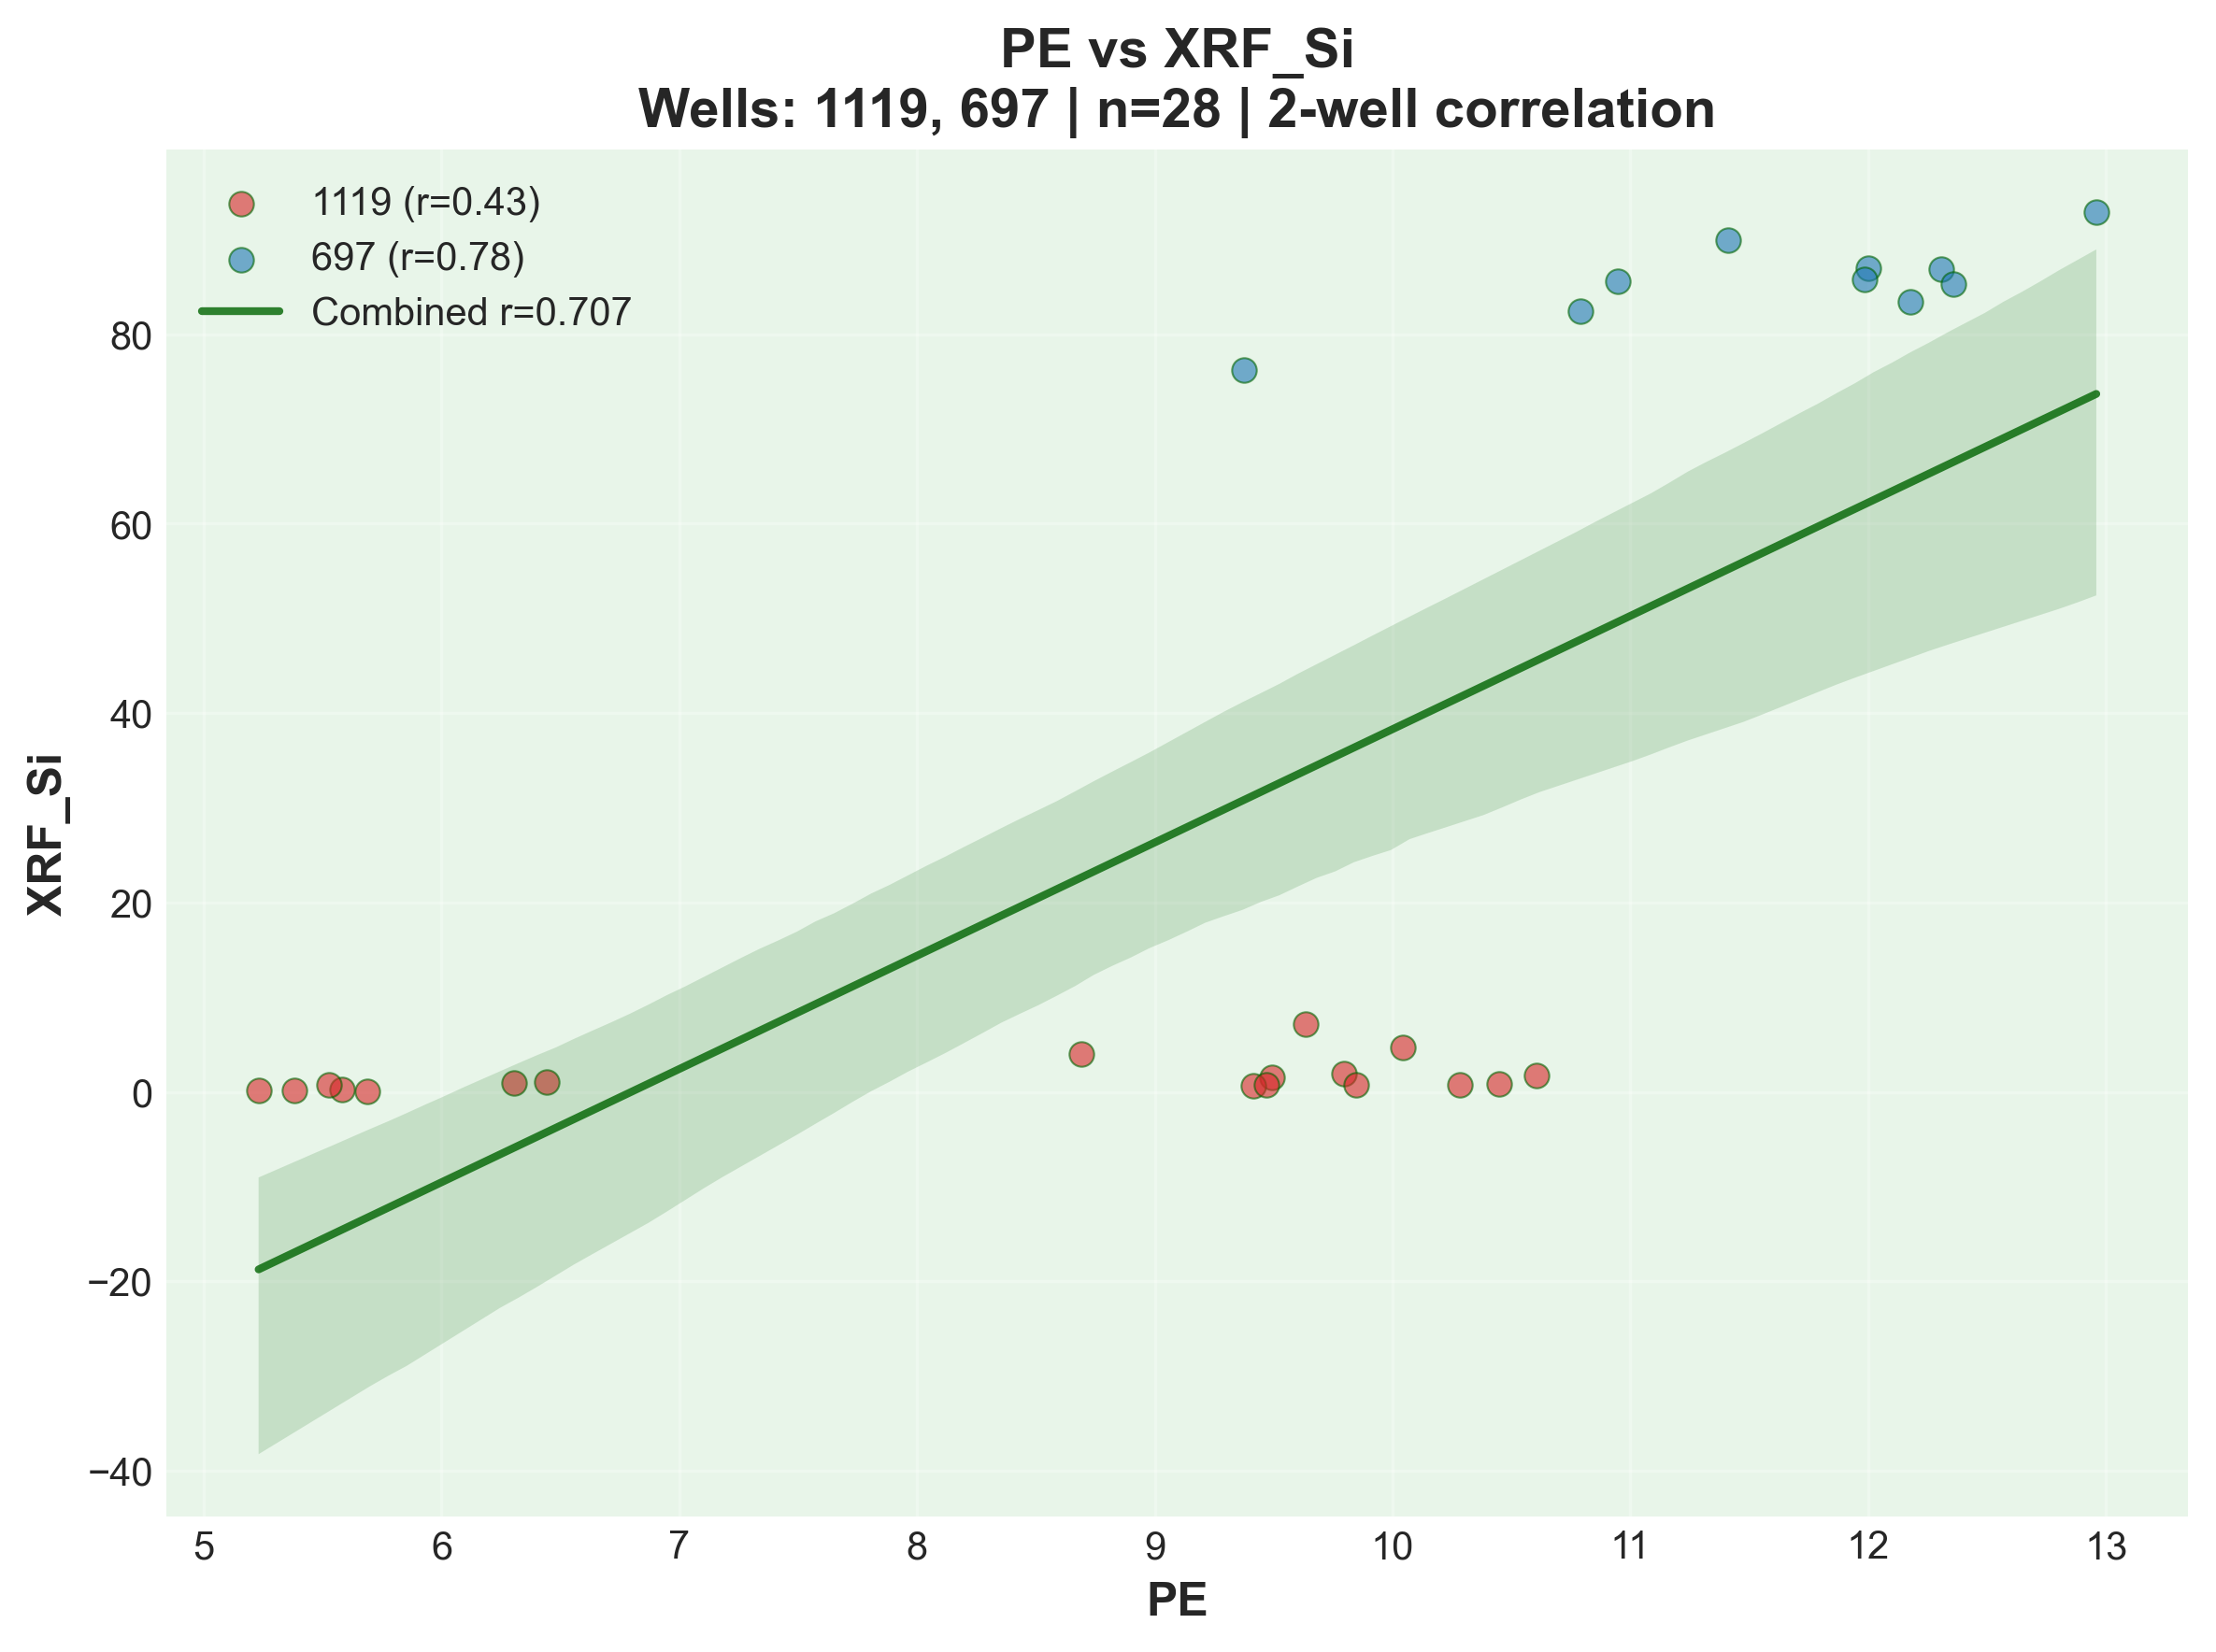 PE vs XRF_Si
Wells: 1119, 697 | n=28 | 2-well correlation
1119 (r=0.43)
697 (r=0.78)
Combined r=0.707
XRF_Si
80
60
40
20
0
−20
−40
5 6 7 8 9 10 11 12 13
PE